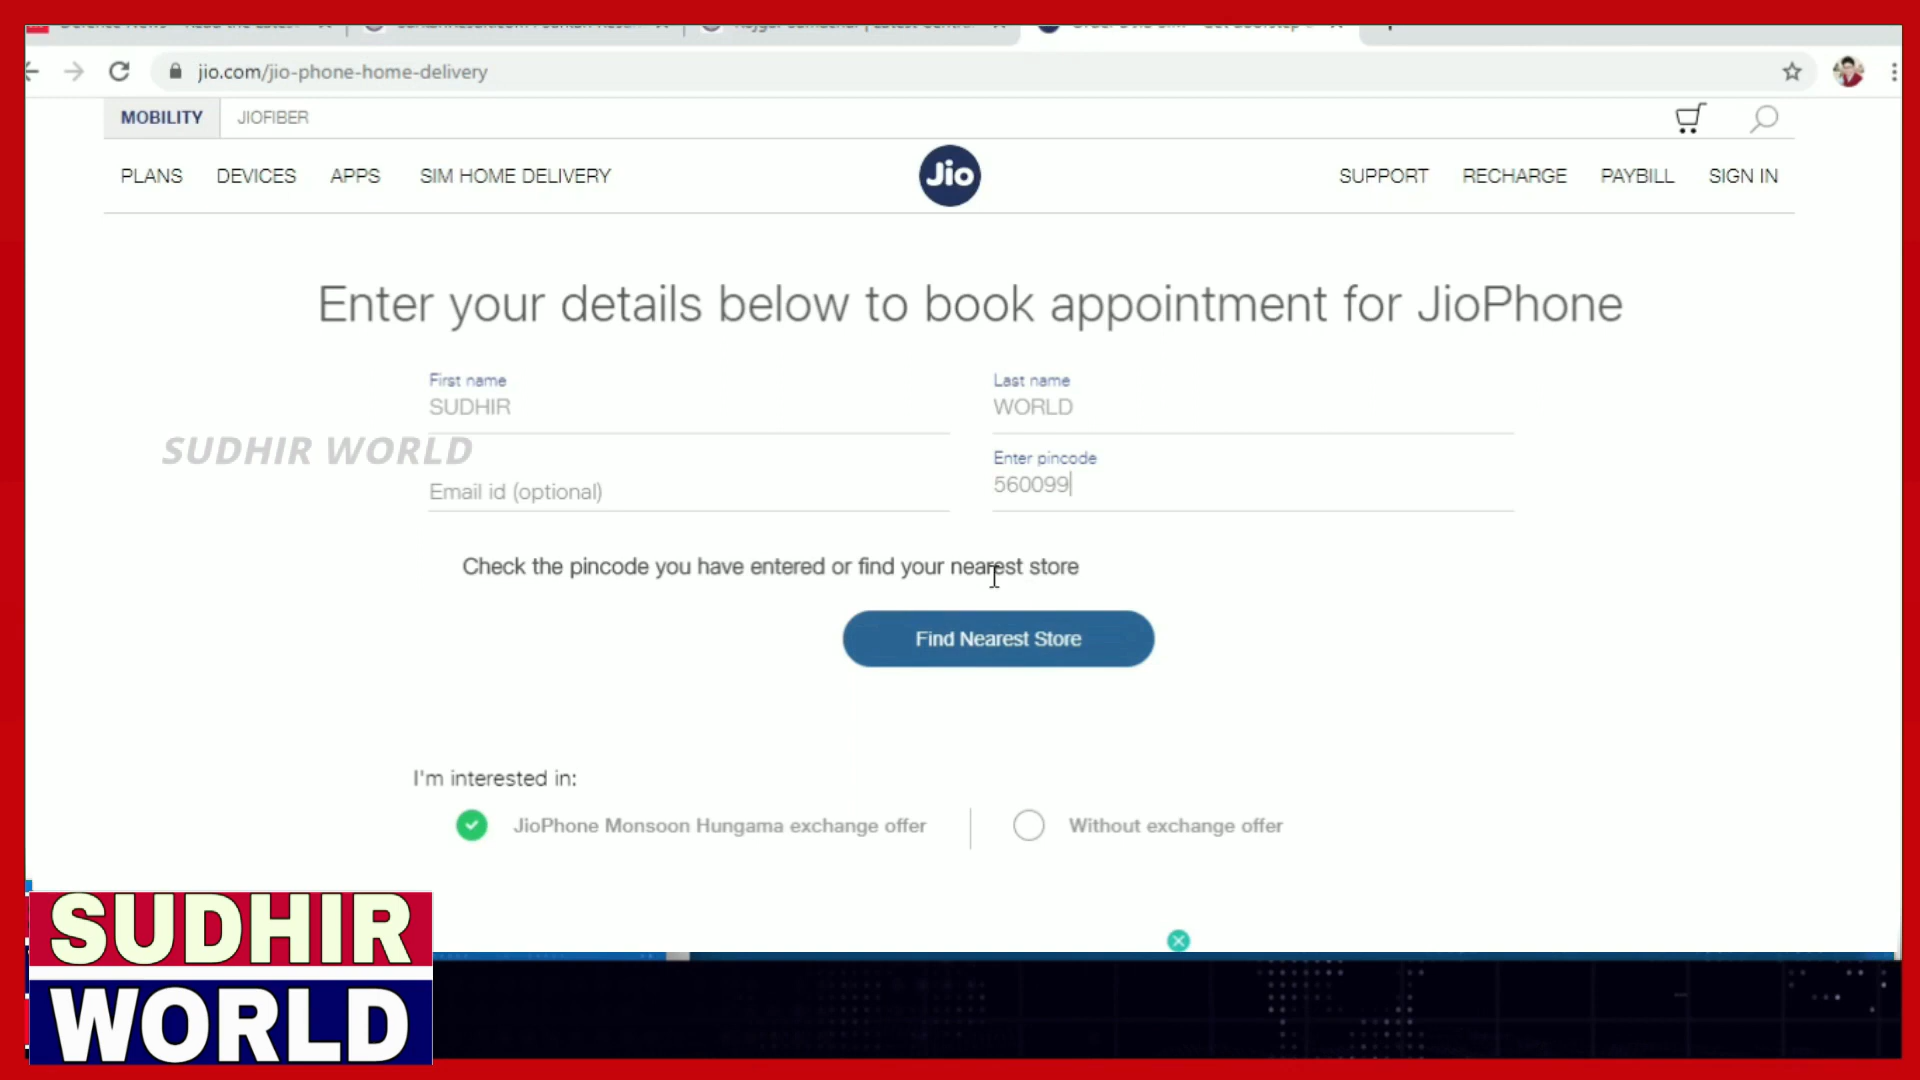 jio.com/jio-phone-home-delivery
MOBILITY JIOFIBER
PLANS DEVICES APPS SIM HOME DELIVERY Jio SUPPORT RECHARGE PAYBILL SIGN IN
Enter your details below to book appointment for JioPhone
First name Last name
SUDHIR WORLD
SUDHIR WORLD
Enter pincode
Email id (optional) 560099
Check the pincode you have entered or find your nearest store
Find Nearest Store
I'm interested in:
JioPhone Monsoon Hungama exchange offer Without exchange offer
SUDHIR
WORLD